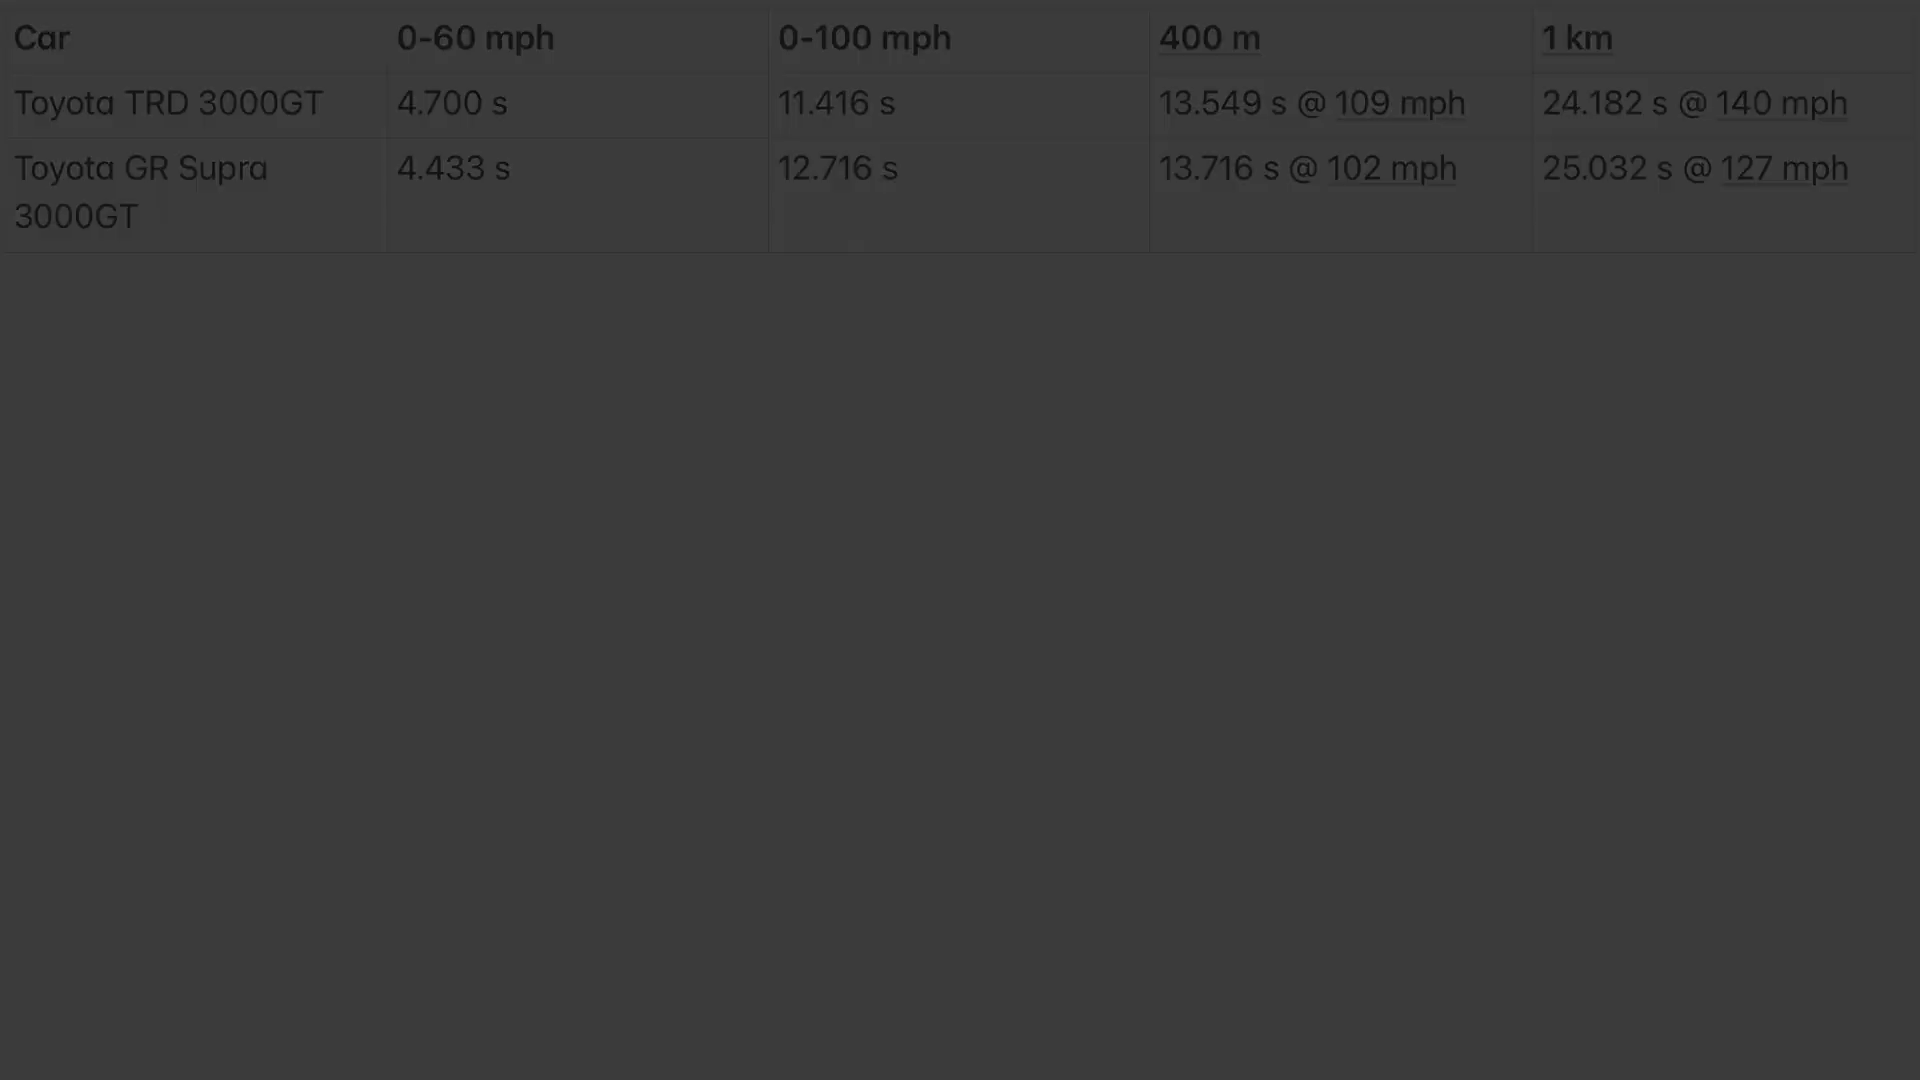 Car 0-60 mph 0-100 mph 400 m 1 km
Toyota TRD 3000GT 4.700 s 11.416 s 13.549 s @ 109 mph 24.182 s @ 140 mph
Toyota GR Supra 4.433 s 12.716 s 13.716 s @ 102 mph 25.032 s @ 127 mph
3000GT